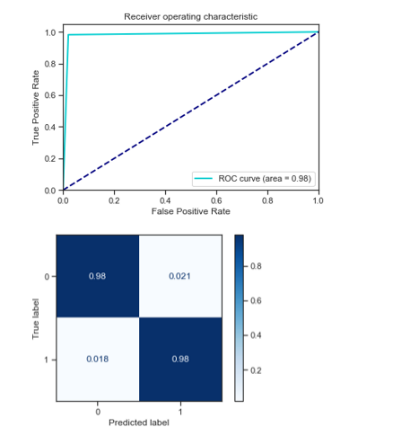 Receiver operating characteristic
1.0
0.8
0.6
0.4
0.2
0.0
True Positive Rate
ROC curve (area = 0.98)
0.0 0.2 0.4 0.6 0.8 1.0
False Positive Rate
0 0.98 0.021
1 0.018 0.98
True label
0 1
Predicted label
0.8
0.6
0.4
0.2